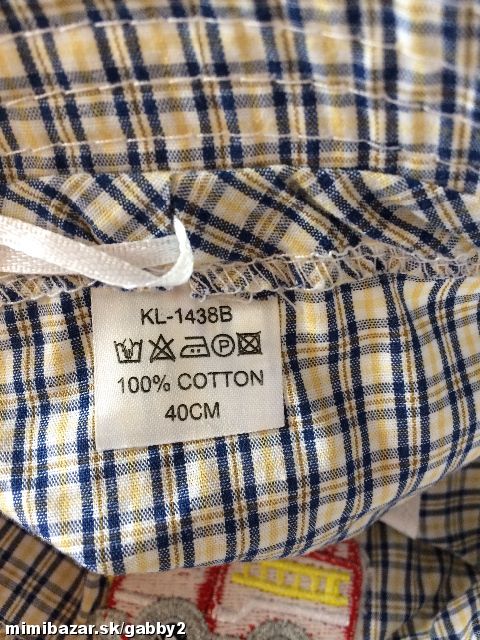 KL-1438B
P
100% COTTON
40CM
mimibazar.sk/gabby2